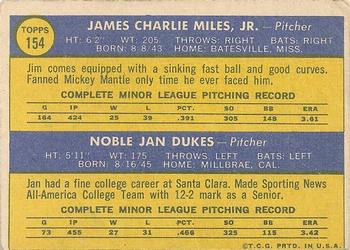 TOPPS
154
JAMES CHARLIE MILES, JR. — Pitcher
HT: 6'2" WT: 205 THROWS: RIGHT BATS: RIGHT
BORN: 8/8/43 HOME: BATESVILLE, MISS.
Jim comes equipped with a sinking fast ball and good curves.
Fanned Mickey Mantle only time he ever faced him.
COMPLETE MINOR LEAGUE PITCHING RECORD
G IP W L PCT. SO BB ERA
164 424 25 39 .391 315 148 3.61
NOBLE JAN DUKES — Pitcher
HT: 5'11" WT: 175 THROWS: LEFT BATS: LEFT
BORN: 8/16/45 HOME: MILLBRAE, CAL.
Jan had a fine college career at Santa Clara. Made Sporting News
All-America College Team with 12-2 mark as a Senior.
COMPLETE MINOR LEAGUE PITCHING RECORD
G IP W L PCT. SO BB ERA
73 455 27 31 .466 325 115 3.42
©T.C.G. PRTD. IN U.S.A.